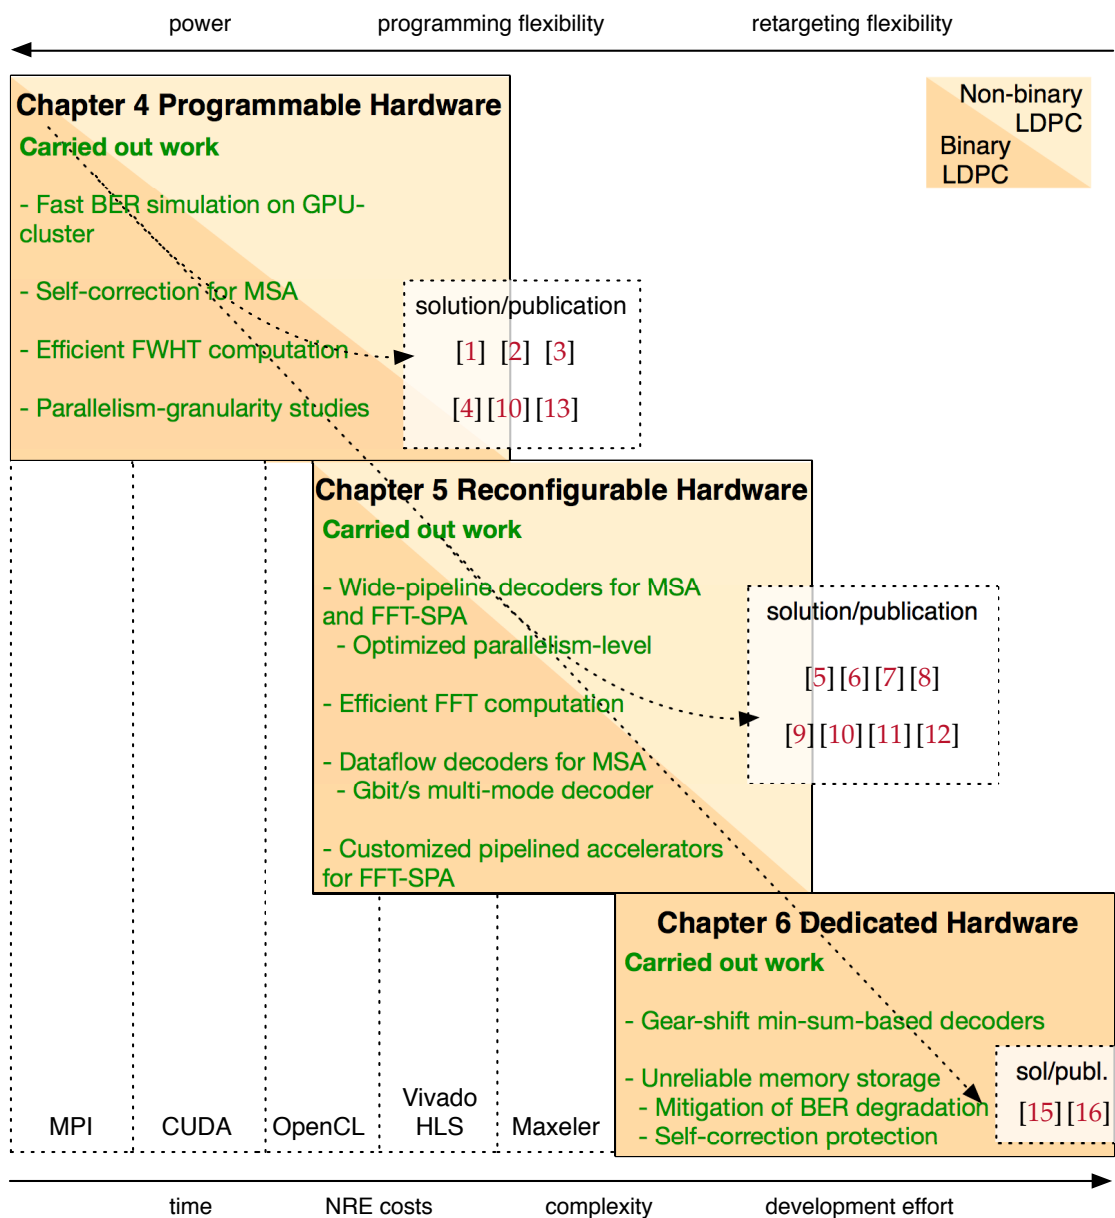 power programming flexibility retargeting flexibility
Non-binary
LDPC
Binary
LDPC
Chapter 4 Programmable Hardware
Carried out work
- Fast BER simulation on GPU-
cluster
- Self-correction for MSA
- Efficient FWHT computation
- Parallelism-granularity studies
solution/publication
[1] [2] [3]
[4] [10] [13]
Chapter 5 Reconfigurable Hardware
Carried out work
- Wide-pipeline decoders for MSA
and FFT-SPA
- Optimized parallelism-level
- Efficient FFT computation
- Dataflow decoders for MSA
- Gbit/s multi-mode decoder
- Customized pipelined accelerators
for FFT-SPA
solution/publication
[5] [6] [7] [8]
[9] [10] [11] [12]
Chapter 6 Dedicated Hardware
Carried out work
- Gear-shift min-sum-based decoders
- Unreliable memory storage
- Mitigation of BER degradation
- Self-correction protection
sol/publ.
[15] [16]
MPI CUDA OpenCL Vivado
HLS Maxeler
time NRE costs complexity development effort